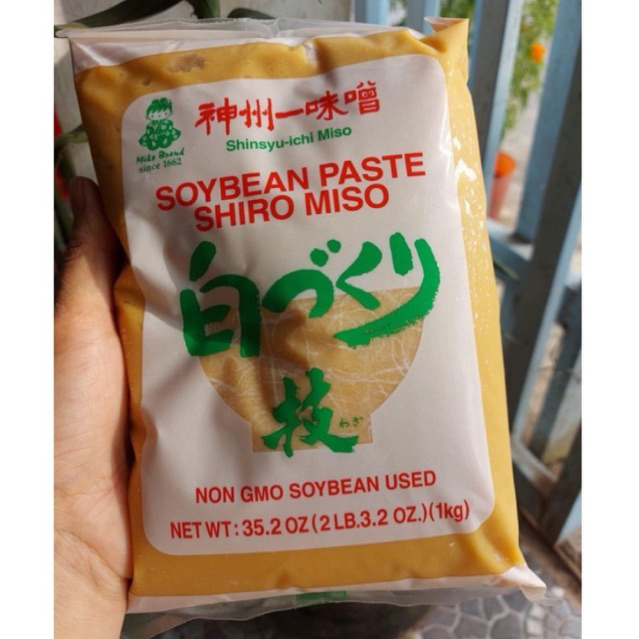 神州一味噌
Shinsyu-ichi Miso
Miko Brand
since 1662
SOYBEAN PASTE
SHIRO MISO
白づくり
技
わざ
NON GMO SOYBEAN USED
NET WT : 35.2 OZ (2 LB.3.2 OZ.)(1kg)